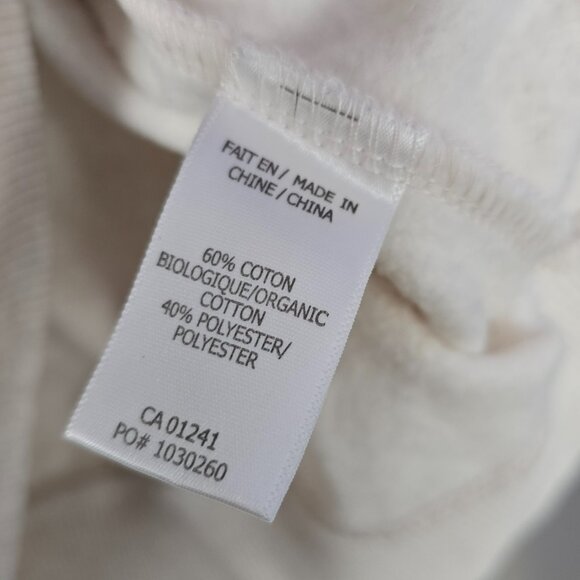 FAIT EN/ MADE IN
CHINE/CHINA
60% COTON
BIOLOGIQUE/ORGANIC
COTTON
40% POLYESTER/
POLYESTER
CA 01241
PO# 1030260